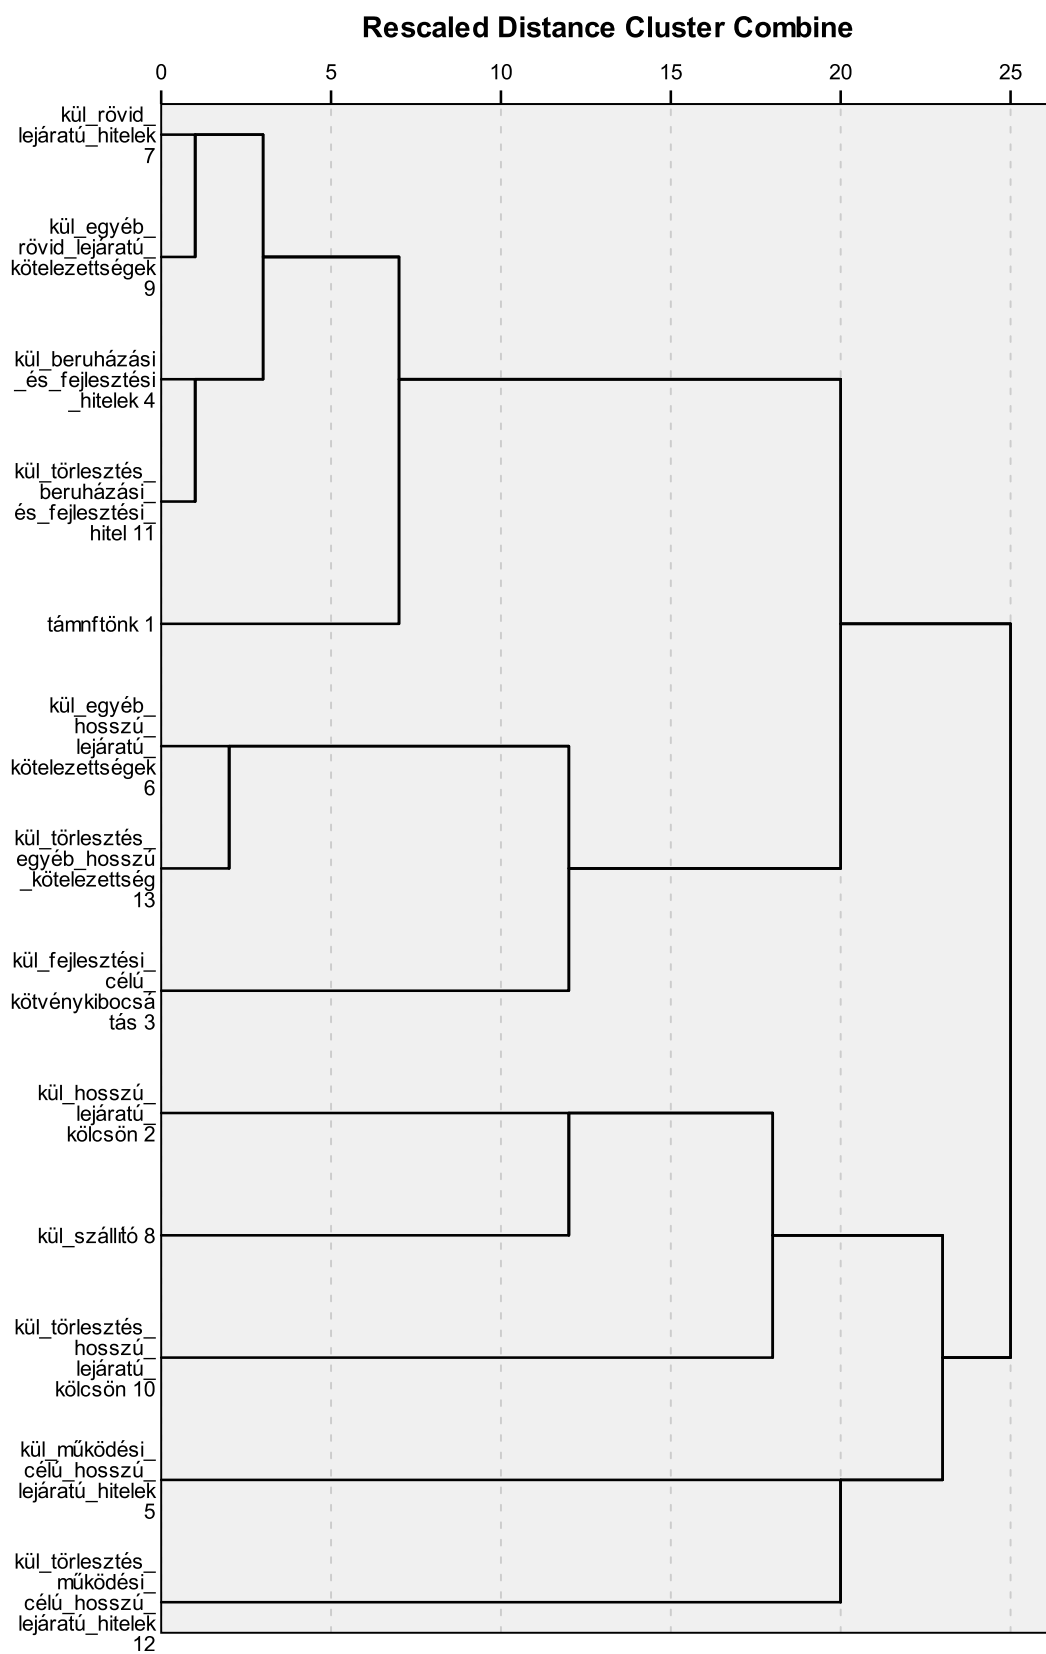 Rescaled Distance Cluster Combine
0 5 10 15 20 25
kül_rövid_
lejáratú_hitelek
7
kül_egyéb_
rövid_lejáratú_
kötelezettségek
9
kül_beruházási
_és_fejlesztési
_hitelek 4
kül_törlesztés_
beruházási_
és_fejlesztési_
hitel 11
támnftönk 1
kül_egyéb_
hosszú_
lejáratú_
kötelezettségek
6
kül_törlesztés_
egyéb_hosszú
_kötelezettség
13
kül_fejlesztési_
célú_
kötvénykibocsá
tás 3
kül_hosszú_
lejáratú_
kölcsön 2
kül_szállító 8
kül_törlesztés_
hosszú_
lejáratú_
kölcsön 10
kül_működési_
célú_hosszú_
lejáratú_hitelek
5
kül_törlesztés_
működési_
célú_hosszú_
lejáratú_hitelek
12